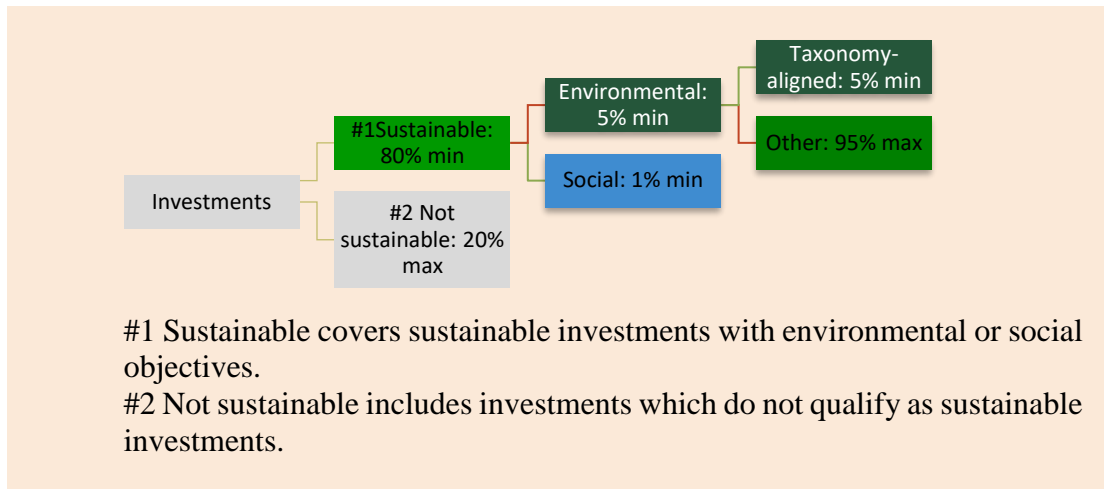 Investments
#1Sustainable:
80% min
#2 Not
sustainable: 20%
max
Environmental:
5% min
Social: 1% min
Taxonomy-
aligned: 5% min
Other: 95% max
#1 Sustainable covers sustainable investments with environmental or social
objectives.
#2 Not sustainable includes investments which do not qualify as sustainable
investments.